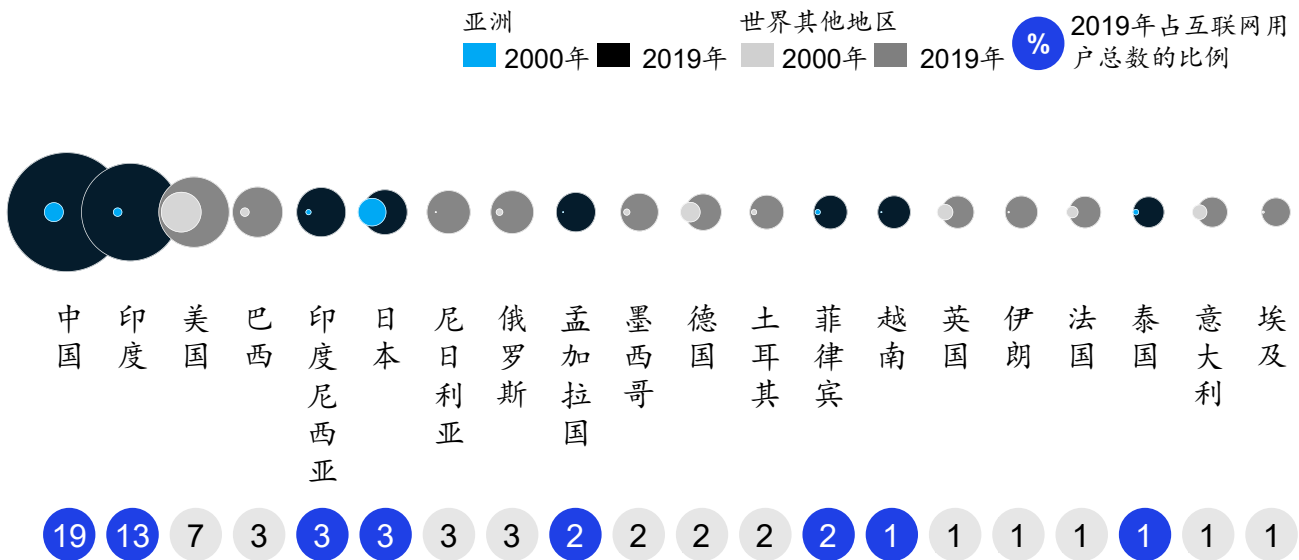 亚洲
世界其他地区
2000年 2019年 2000年 2019年
% 2019年占互联网用
户总数的比例
中国 印度 美国 巴西 印度尼西亚 日本 尼日利亚 俄罗斯 孟加拉国 墨西哥 德国 土耳其 菲律宾 越南 英国 伊朗 法国 泰国 意大利 埃及
19 13 7 3 3 3 3 3 2 2 2 2 2 1 1 1 1 1 1 1